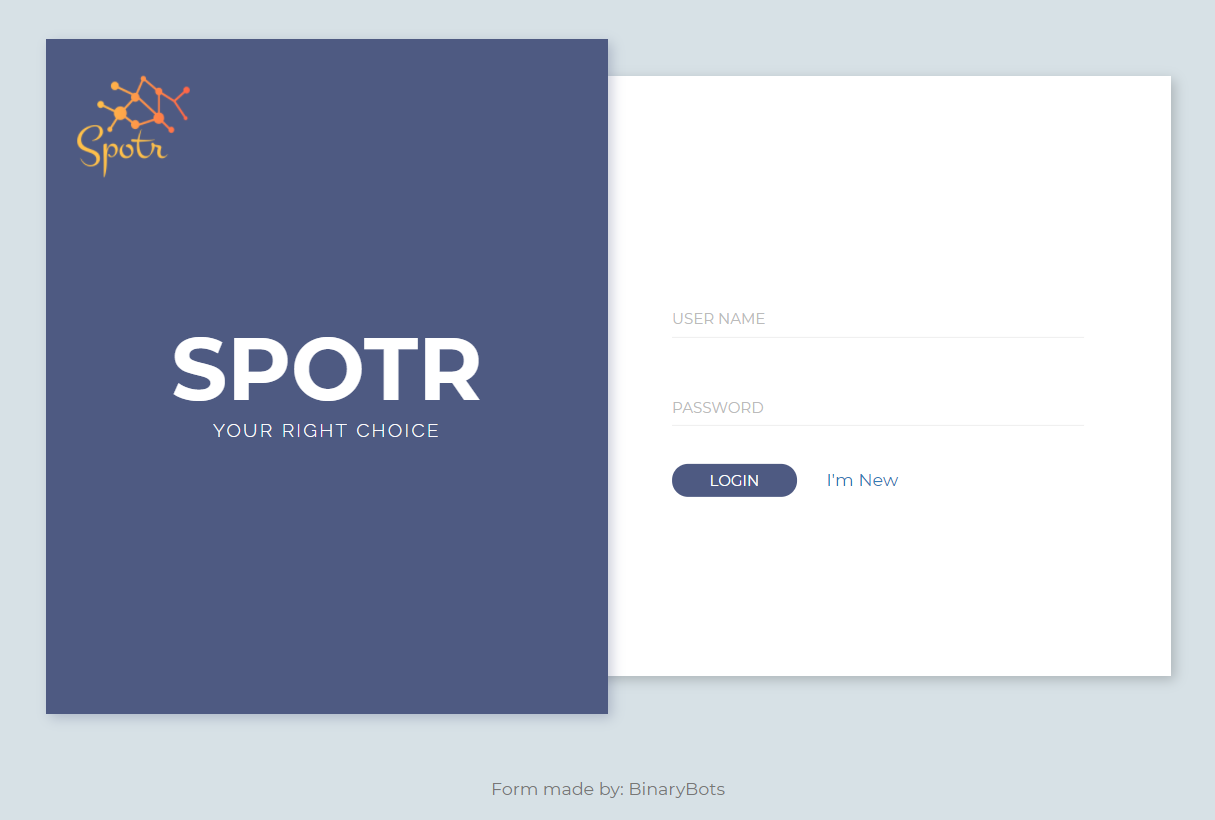 Spotr
SPOTR
YOUR RIGHT CHOICE
USER NAME
PASSWORD
LOGIN
I'm New
Form made by: BinaryBots